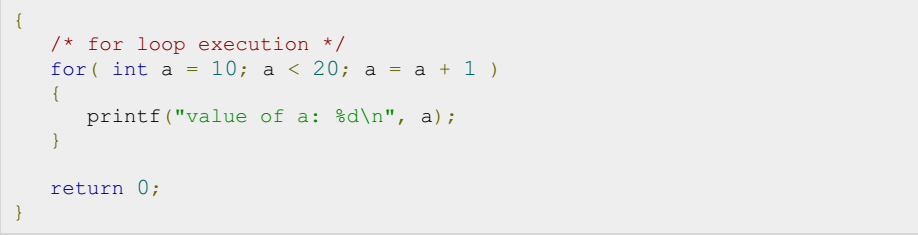 {
   /* for loop execution */
   for( int a = 10; a < 20; a = a + 1 )
   {
      printf("value of a: %d\n", a);
   }

   return 0;
}